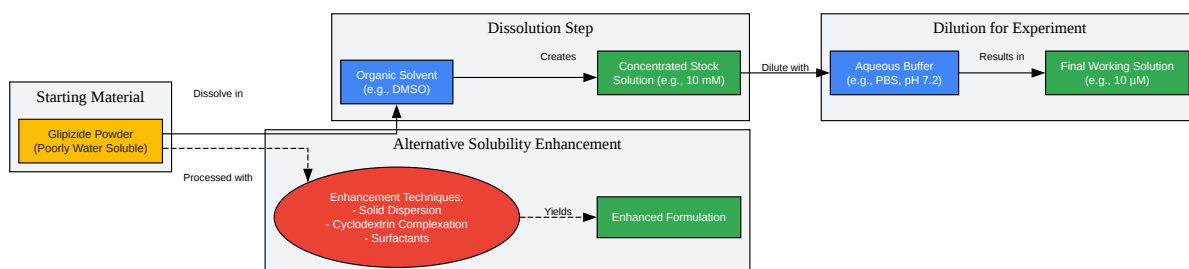 Starting Material
Glipizide Powder
(Poorly Water Soluble)
Dissolve in
Processed with
Dissolution Step
Organic Solvent
(e.g., DMSO)
Creates
Concentrated Stock
Solution (e.g., 10 mM)
Dilute with
Dilution for Experiment
Aqueous Buffer
(e.g., PBS, pH 7.2)
Results in
Final Working Solution
(e.g., 10 µM)
Alternative Solubility Enhancement
Enhancement Techniques:
- Solid Dispersion
- Cyclodextrin Complexation
- Surfactants
Yields
Enhanced Formulation